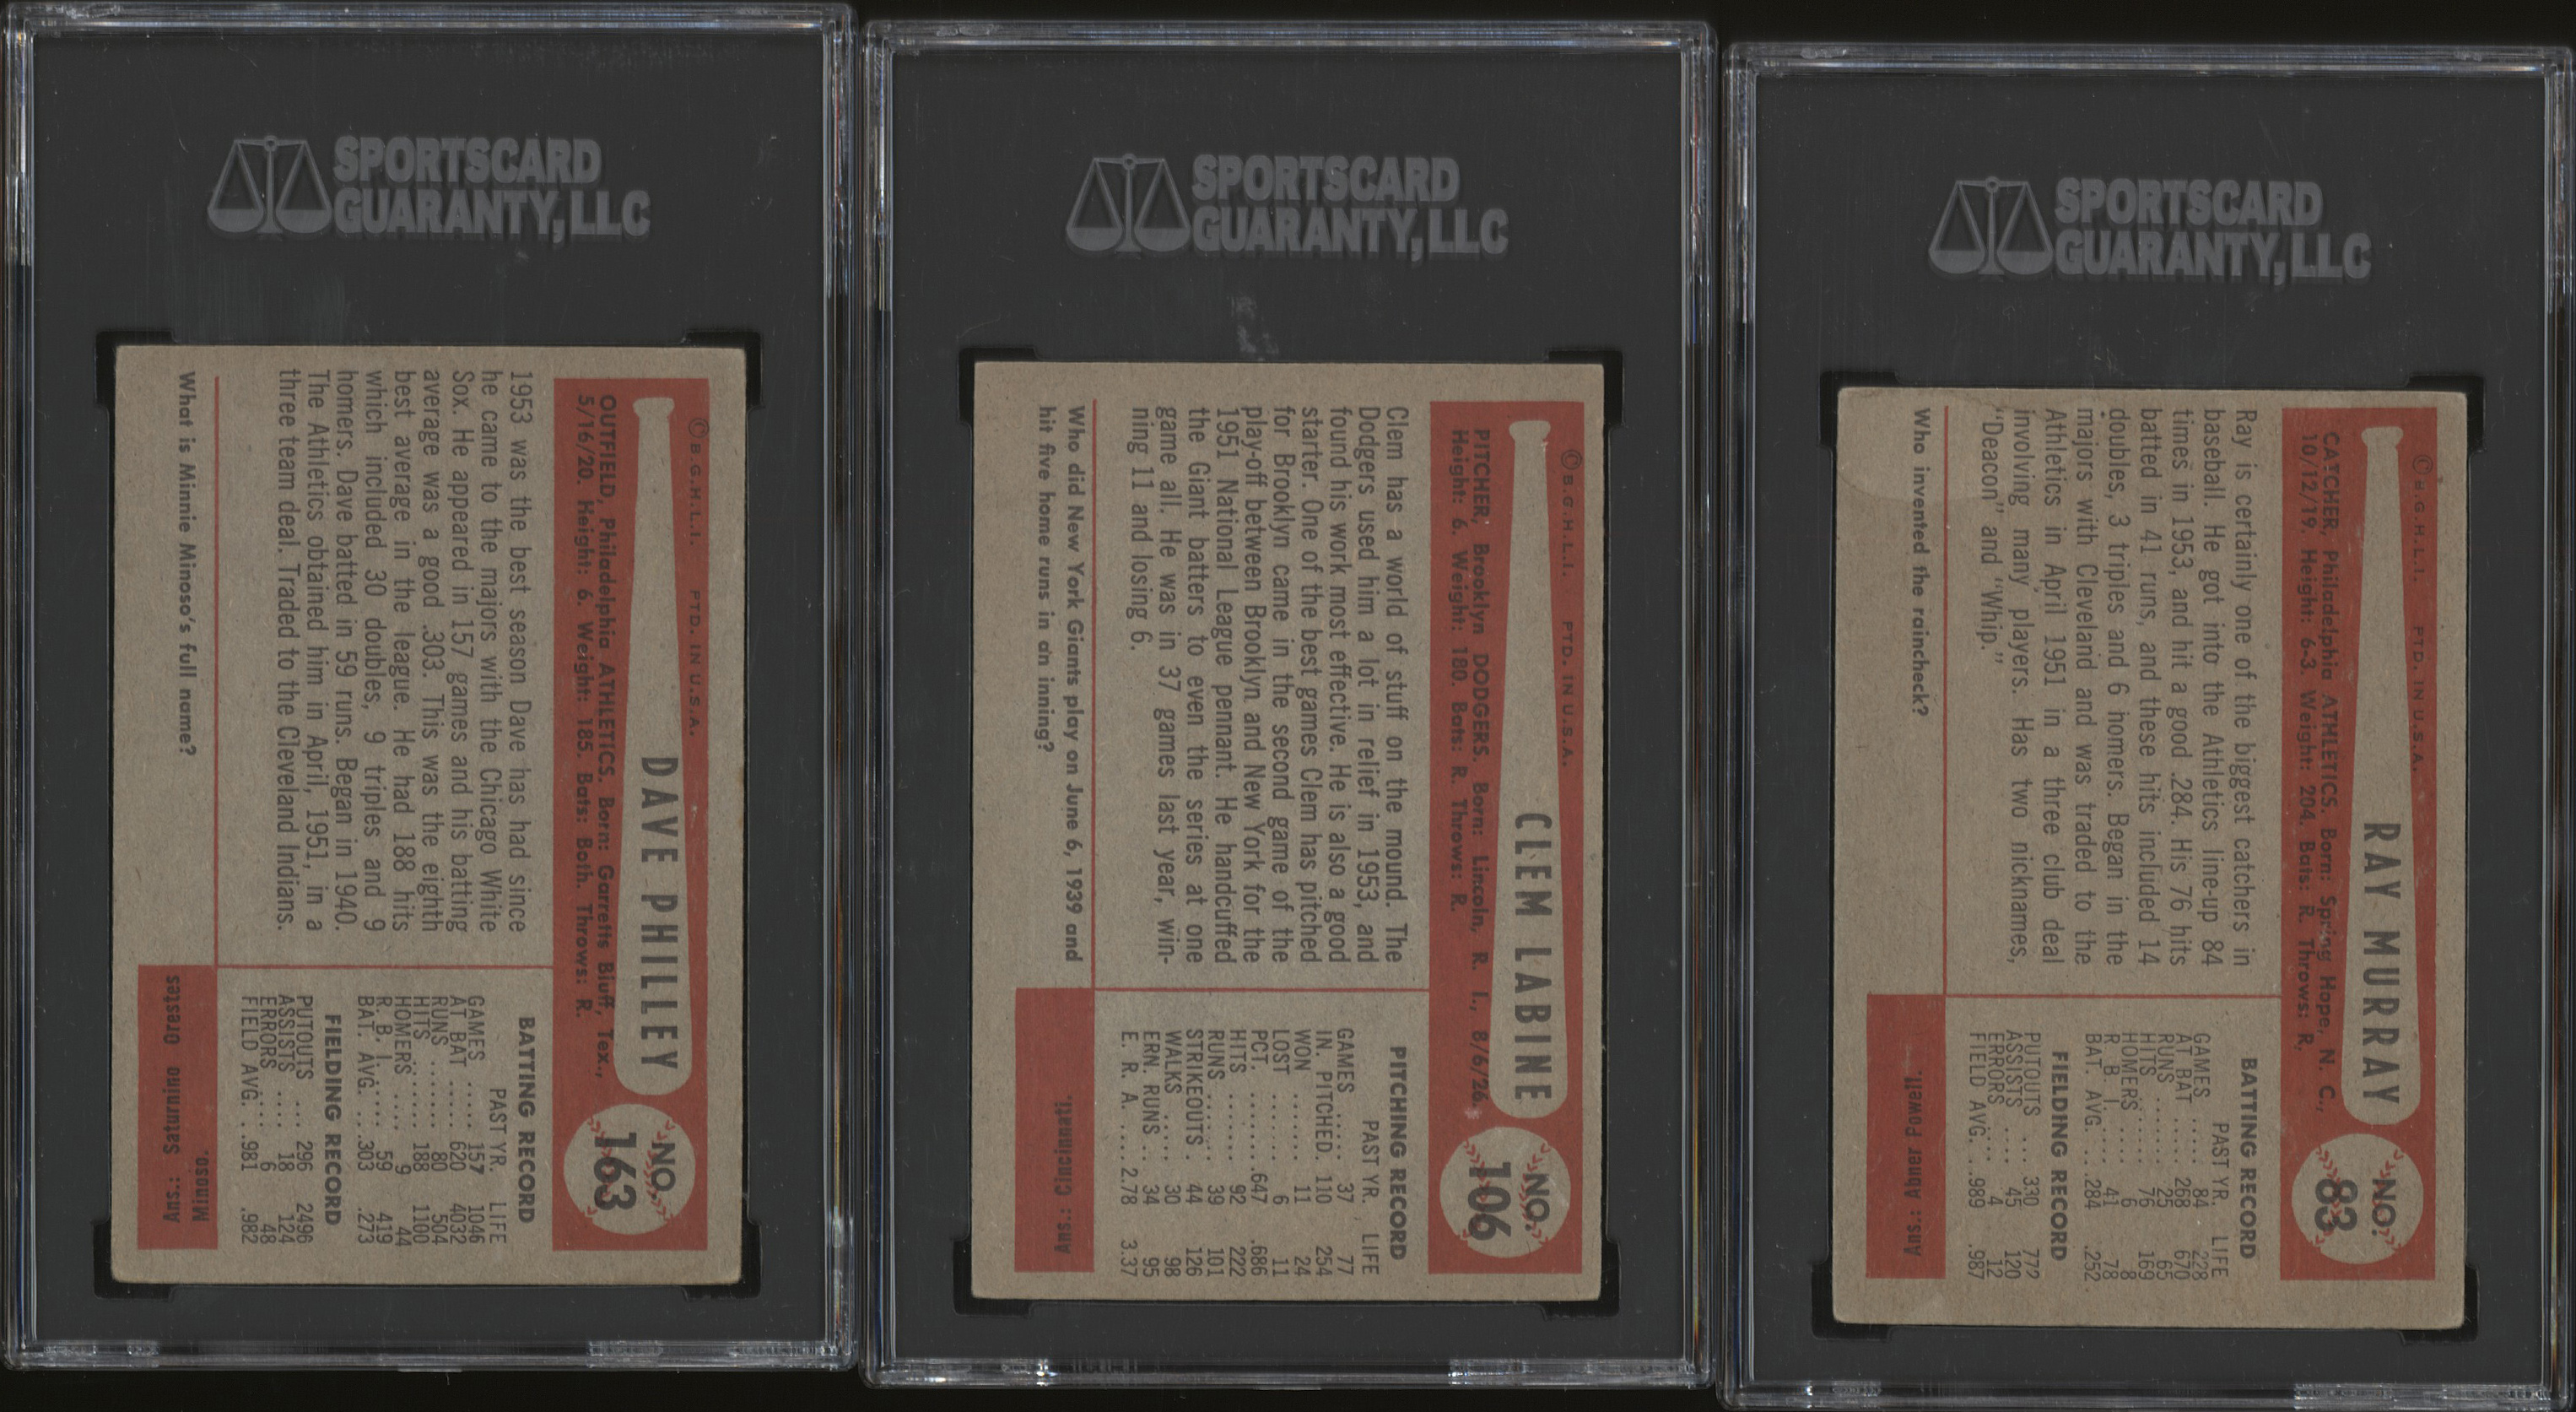 SPORTSCARD
GUARANTY, LLC
© B.G.H.L.I. PTD. IN U.S.A.
DAVE PHILLEY
NO.
163
OUTFIELD, Philadelphia ATHLETICS. Born: Garretts Bluff, Tex.,
5/16/20. Height: 6. Weight: 185. Bats: Both. Throws: R.
1953 was the best season Dave has had since
he came to the majors with the Chicago White
Sox. He appeared in 157 games and his batting
average was a good .303. This was the eighth
best average in the league. He had 188 hits
which included 30 doubles, 9 triples and 9
homers. Dave batted in 59 runs. Began in 1940.
The Athletics obtained him in April, 1951, in a
three team deal. Traded to the Cleveland Indians.
BATTING RECORD
PAST YR. LIFE
GAMES ..... 157 1046
AT BAT ..... 620 4032
RUNS ....... 80 504
HITS ....... 188 1100
HOMERS .... 9 44
R. B. I. .... 59 419
BAT. AVG. .. .303 .273
FIELDING RECORD
PUTOUTS ... 296 2496
ASSISTS .... 18 124
ERRORS .... 6 48
FIELD AVG. . .981 .982
What is Minnie Minoso's full name?
Ans.: Saturnino Orestes
Minoso.
SPORTSCARD
GUARANTY, LLC
© B.G.H.L.I. PTD. IN U.S.A.
CLEM LABINE
NO.
106
PITCHER, Brooklyn DODGERS. Born: Lincoln, R. I., 8/6/26.
Height: 6. Weight: 180. Bats: R. Throws: R.
Clem has a world of stuff on the mound. The
Dodgers used him a lot in relief in 1953, and
found his work most effective. He is also a good
starter. One of the best games Clem has pitched
for Brooklyn came in the second game of the
play-off between Brooklyn and New York for the
1951 National League pennant. He handcuffed
the Giant batters to even the series at one
game all. He was in 37 games last year, win-
ning 11 and losing 6.
PITCHING RECORD
PAST YR. LIFE
GAMES ..... 37 77
IN. PITCHED. 110 254
WON ....... 11 24
LOST ....... 6 11
PCT. ....... .647 .686
HITS ....... 92 222
RUNS ....... 39 101
STRIKEOUTS . 44 126
WALKS ..... 30 98
ERN. RUNS .. 34 95
E. R. A. .... 2.78 3.37
Who did New York Giants play on June 6, 1939 and
hit five home runs in an inning?
Ans.: Cincinnati.
SPORTSCARD
GUARANTY, LLC
© B.G.H.L.I. PTD. IN U.S.A.
RAY MURRAY
NO.
83
CATCHER, Philadelphia ATHLETICS. Born: Spring Hope, N. C.,
10/12/19. Height: 6-3. Weight: 204. Bats: R. Throws: R.
Ray is certainly one of the biggest catchers in
baseball. He got into the Athletics line-up 84
times in 1953, and hit a good .284. His 76 hits
batted in 41 runs, and these hits included 14
doubles, 3 triples and 6 homers. Began in the
majors with Cleveland and was traded to the
Athletics in April 1951 in a three club deal
involving many players. Has two nicknames,
"Deacon" and "Whip."
BATTING RECORD
PAST YR. LIFE
GAMES ..... 84 228
AT BAT ..... 268 670
RUNS ....... 25 65
HITS ....... 76 169
HOMERS .... 6 8
R. B. I. .... 41 78
BAT. AVG. .. .284 .252
FIELDING RECORD
PUTOUTS ... 330 772
ASSISTS .... 45 120
ERRORS .... 4 12
FIELD AVG. . .989 .987
Who invented the raincheck?
Ans.: Abner Powell.